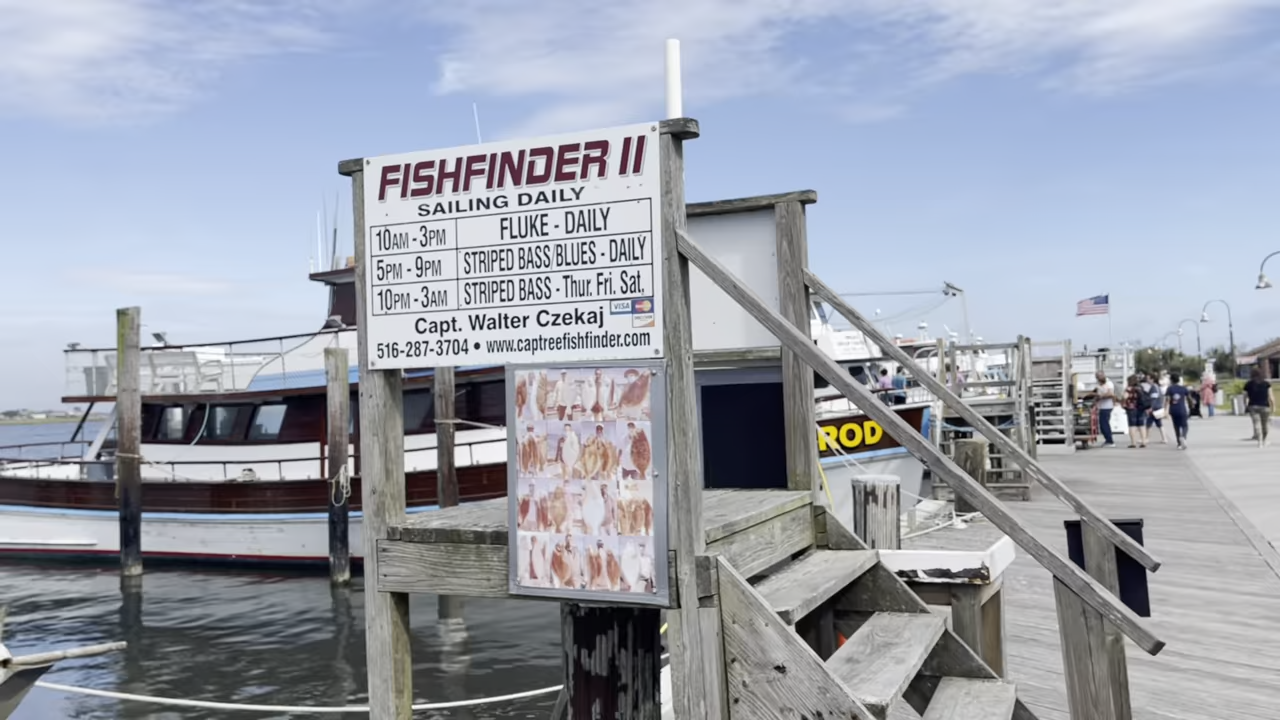 FISHFINDER II
SAILING DAILY
10AM - 3PM FLUKE - DAILY
5PM - 9PM STRIPED BASS/BLUES - DAILY
10PM - 3AM STRIPED BASS - Thur. Fri. Sat.
Capt. Walter Czekaj VISA
516-287-3704 • www.captreefishfinder.com
ROD